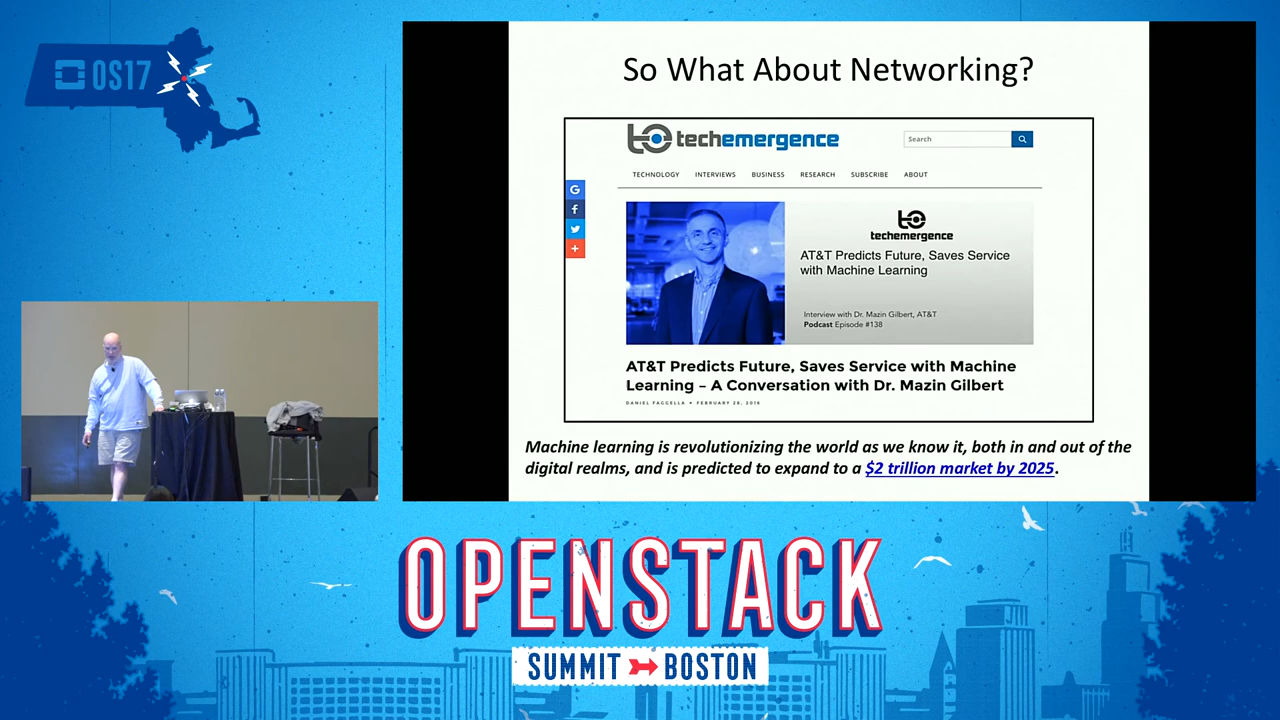 OS17
So What About Networking?
techemergence
Search
TECHNOLOGY INTERVIEWS BUSINESS RESEARCH SUBSCRIBE ABOUT
G
f
+
techemergence
AT&T Predicts Future, Saves Service
with Machine Learning
Interview with Dr. Mazin Gilbert, AT&T
Podcast Episode #138
AT&T Predicts Future, Saves Service with Machine
Learning – A Conversation with Dr. Mazin Gilbert
DANIEL FAGGELLA • FEBRUARY 28, 2016
Machine learning is revolutionizing the world as we know it, both in and out of the
digital realms, and is predicted to expand to a $2 trillion market by 2025.
OPENSTACK
SUMMIT BOSTON